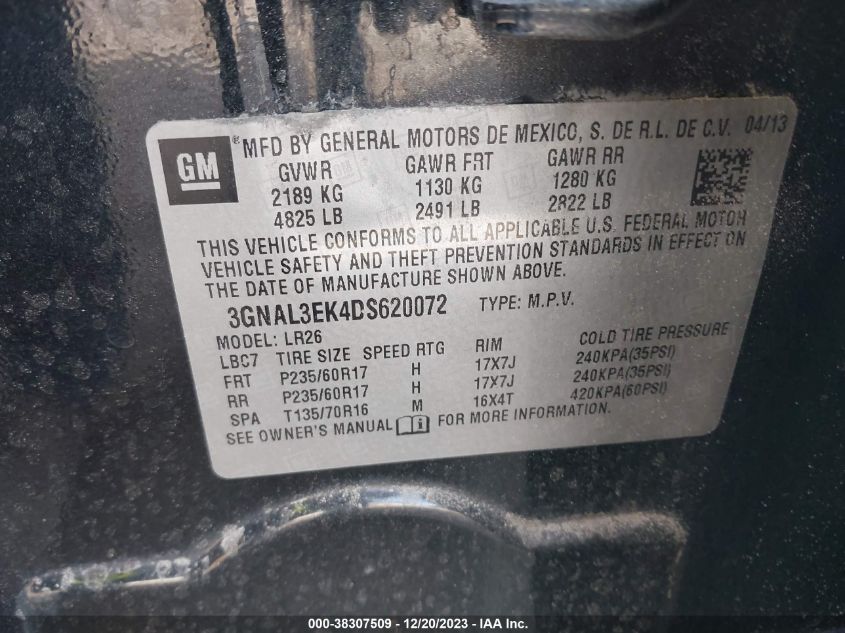 GM ® MFD BY GENERAL MOTORS DE MEXICO, S. DE R.L. DE C.V. 04/13
GVWR GAWR FRT GAWR RR
2189 KG 1130 KG 1280 KG
4825 LB 2491 LB 2822 LB
THIS VEHICLE CONFORMS TO ALL APPLICABLE U.S. FEDERAL MOTOR
VEHICLE SAFETY AND THEFT PREVENTION STANDARDS IN EFFECT ON
THE DATE OF MANUFACTURE SHOWN ABOVE.
3GNAL3EK4DS620072 TYPE: M.P.V.
MODEL: LR26
LBC7 TIRE SIZE SPEED RTG RIM COLD TIRE PRESSURE
FRT P235/60R17 H 17X7J 240KPA(35PSI)
RR P235/60R17 H 17X7J 240KPA(35PSI)
SPA T135/70R16 M 16X4T 420KPA(60PSI)
SEE OWNER'S MANUAL i FOR MORE INFORMATION.
000-38307509 - 12/20/2023 - IAA Inc.